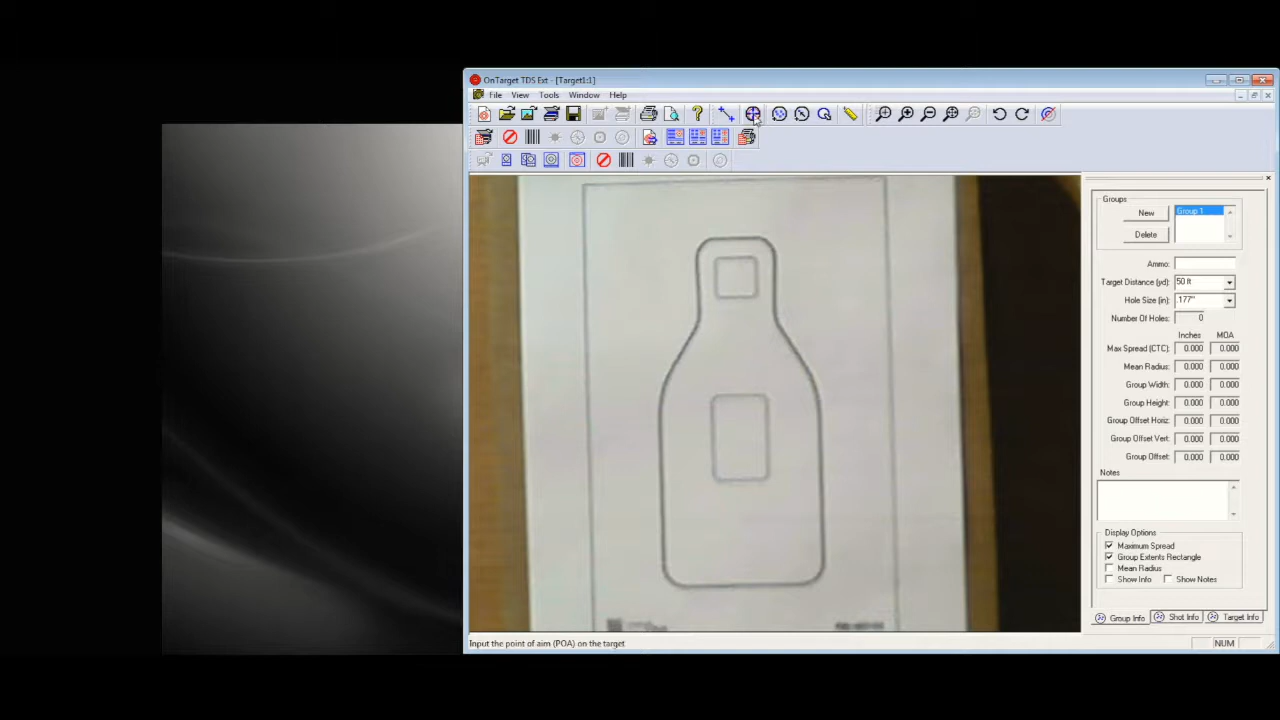 OnTarget TDS Ext - [Target1:1]
File View Tools Window Help
Groups
New
Group 1
Delete
Ammo:
Target Distance (yd) 50 ft
Hole Size (in): .177"
Number Of Holes: 0
Inches MOA
Max Spread (CTC): 0.000 0.000
Mean Radius: 0.000 0.000
Group Width: 0.000 0.000
Group Height: 0.000 0.000
Group Offset Horiz: 0.000 0.000
Group Offset Vert: 0.000 0.000
Group Offset: 0.000 0.000
Notes
Display Options
Maximum Spread
Group Extents Rectangle
Mean Radius
Show Info Show Notes
Group Info Shot Info Target Info
Input the point of aim (POA) on the target
NUM